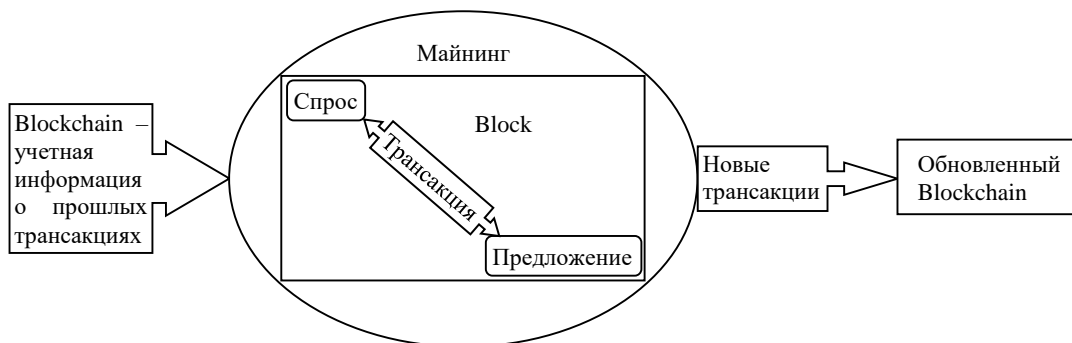 Майнинг
Спрос
Block
Blockchain –
учетная
информация
о прошлых
трансакциях
Трансакция
Предложение
Новые
трансакции
Обновленный
Blockchain